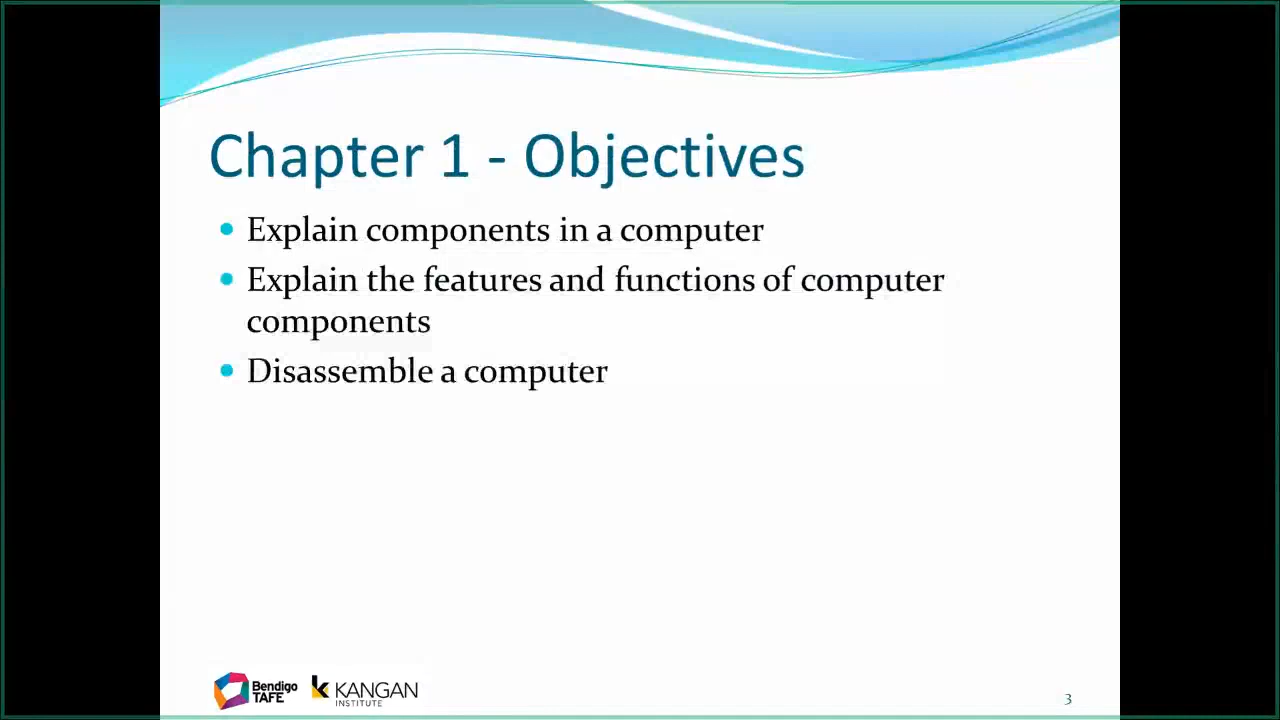 Chapter 1 - Objectives
Explain components in a computer
Explain the features and functions of computer
components
Disassemble a computer
Bendigo
TAFE
KANGAN
INSTITUTE
3